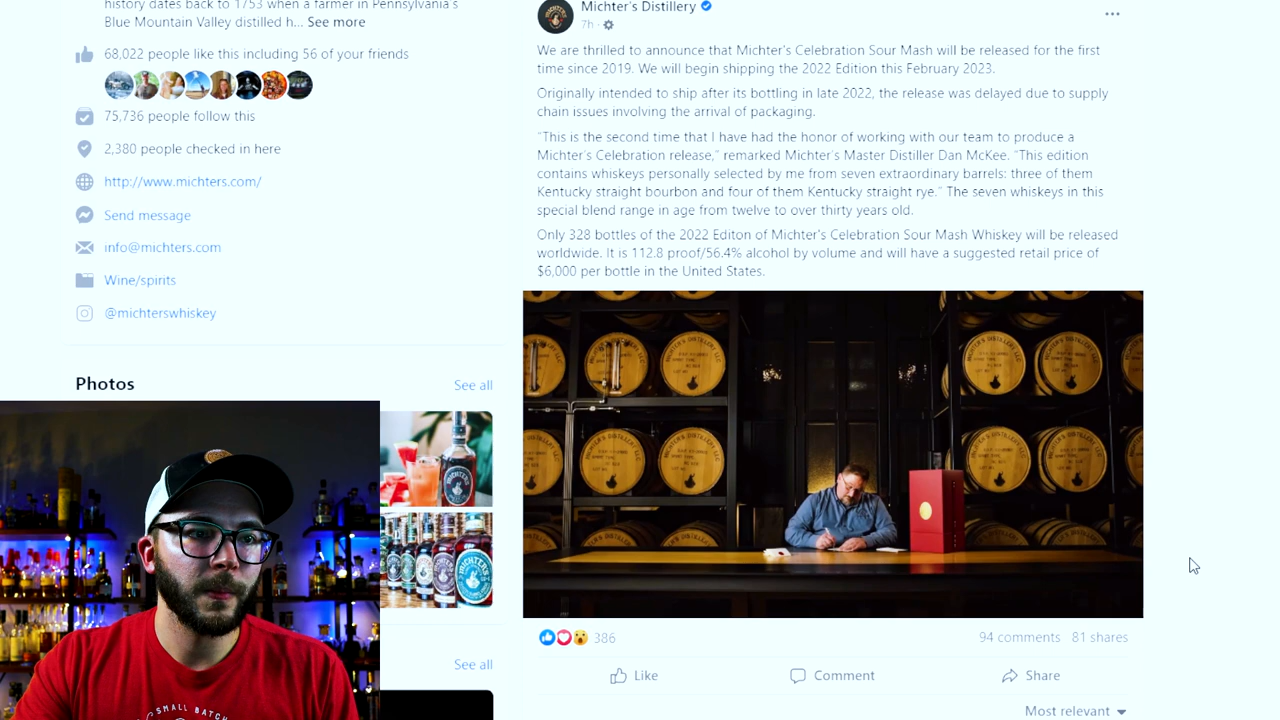 history dates back to 1753 when a farmer in Pennsylvania's
Blue Mountain Valley distilled h... See more
68,022 people like this including 56 of your friends
75,736 people follow this
2,380 people checked in here
http://www.michters.com/
Send message
info@michters.com
Wine/spirits
@michterswhiskey
Photos
See all
See all
SMALL BATCH
Michter's Distillery
7h ·
We are thrilled to announce that Michter's Celebration Sour Mash will be released for the first
time since 2019. We will begin shipping the 2022 Edition this February 2023.
Originally intended to ship after its bottling in late 2022, the release was delayed due to supply
chain issues involving the arrival of packaging.
"This is the second time that I have had the honor of working with our team to produce a
Michter's Celebration release," remarked Michter's Master Distiller Dan McKee. "This edition
contains whiskeys personally selected by me from seven extraordinary barrels: three of them
Kentucky straight bourbon and four of them Kentucky straight rye." The seven whiskeys in this
special blend range in age from twelve to over thirty years old.
Only 328 bottles of the 2022 Editon of Michter's Celebration Sour Mash Whiskey will be released
worldwide. It is 112.8 proof/56.4% alcohol by volume and will have a suggested retail price of
$6,000 per bottle in the United States.
386
94 comments 81 shares
Like Comment Share
Most relevant